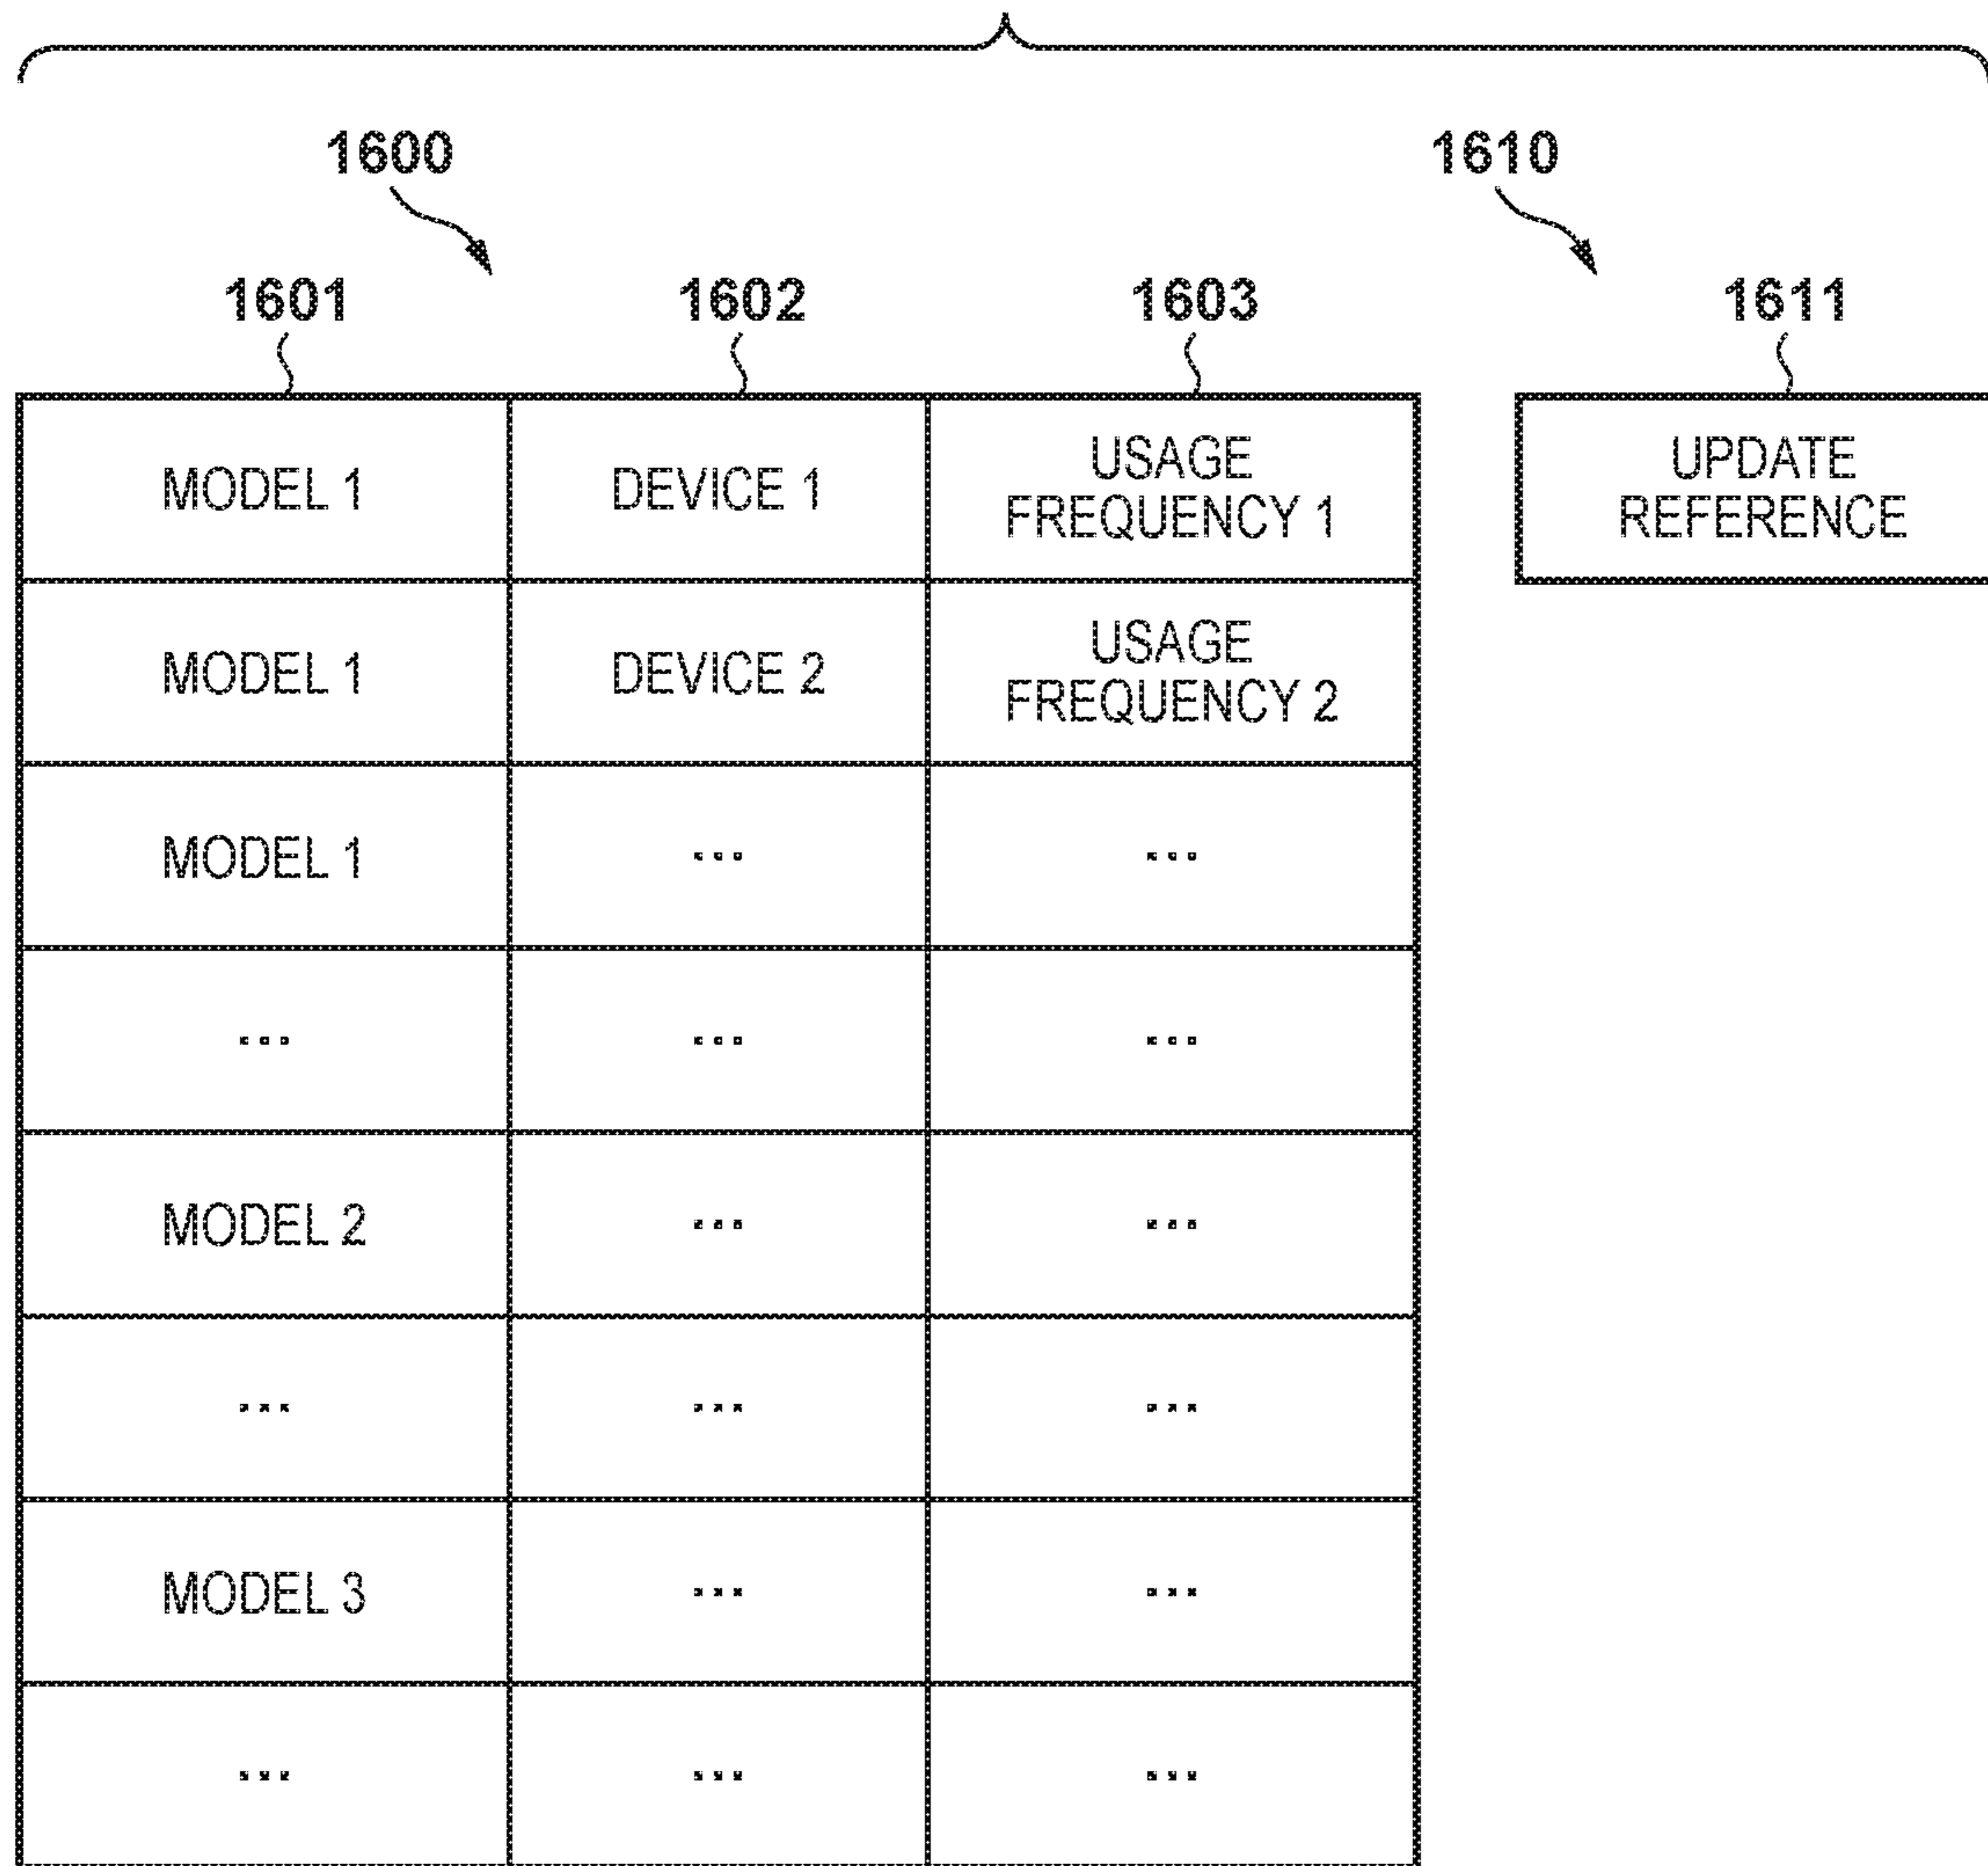 1600
1610
1601 1602 1603 1611
MODEL 1 DEVICE 1 USAGE FREQUENCY 1 UPDATE REFERENCE
MODEL 1 DEVICE 2 USAGE FREQUENCY 2
MODEL 1 ... ...
... ... ...
MODEL 2 ... ...
... ... ...
MODEL 3 ... ...
... ... ...